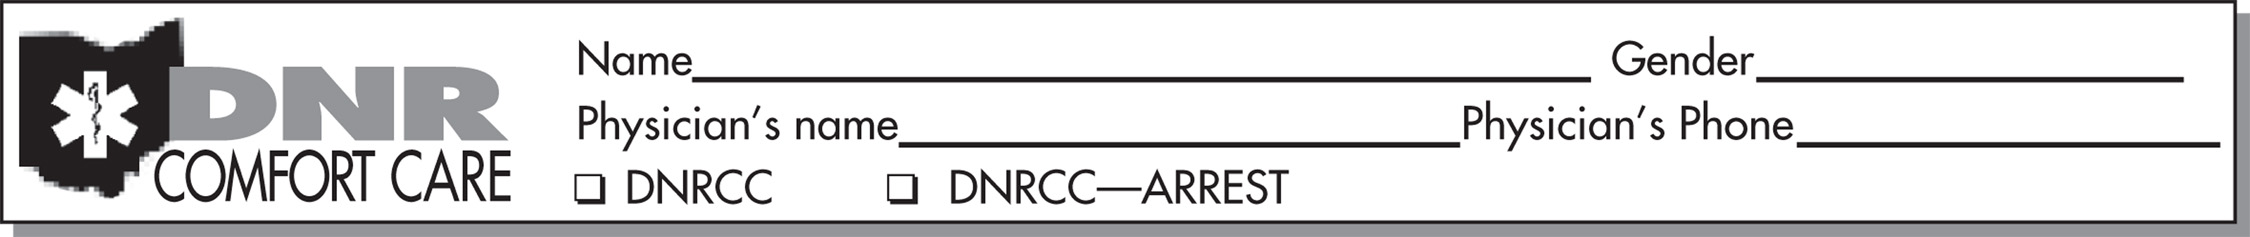 DNR
COMFORT CARE
Name Gender
Physician's name Physician's Phone
❏ DNRCC ❏ DNRCC—ARREST